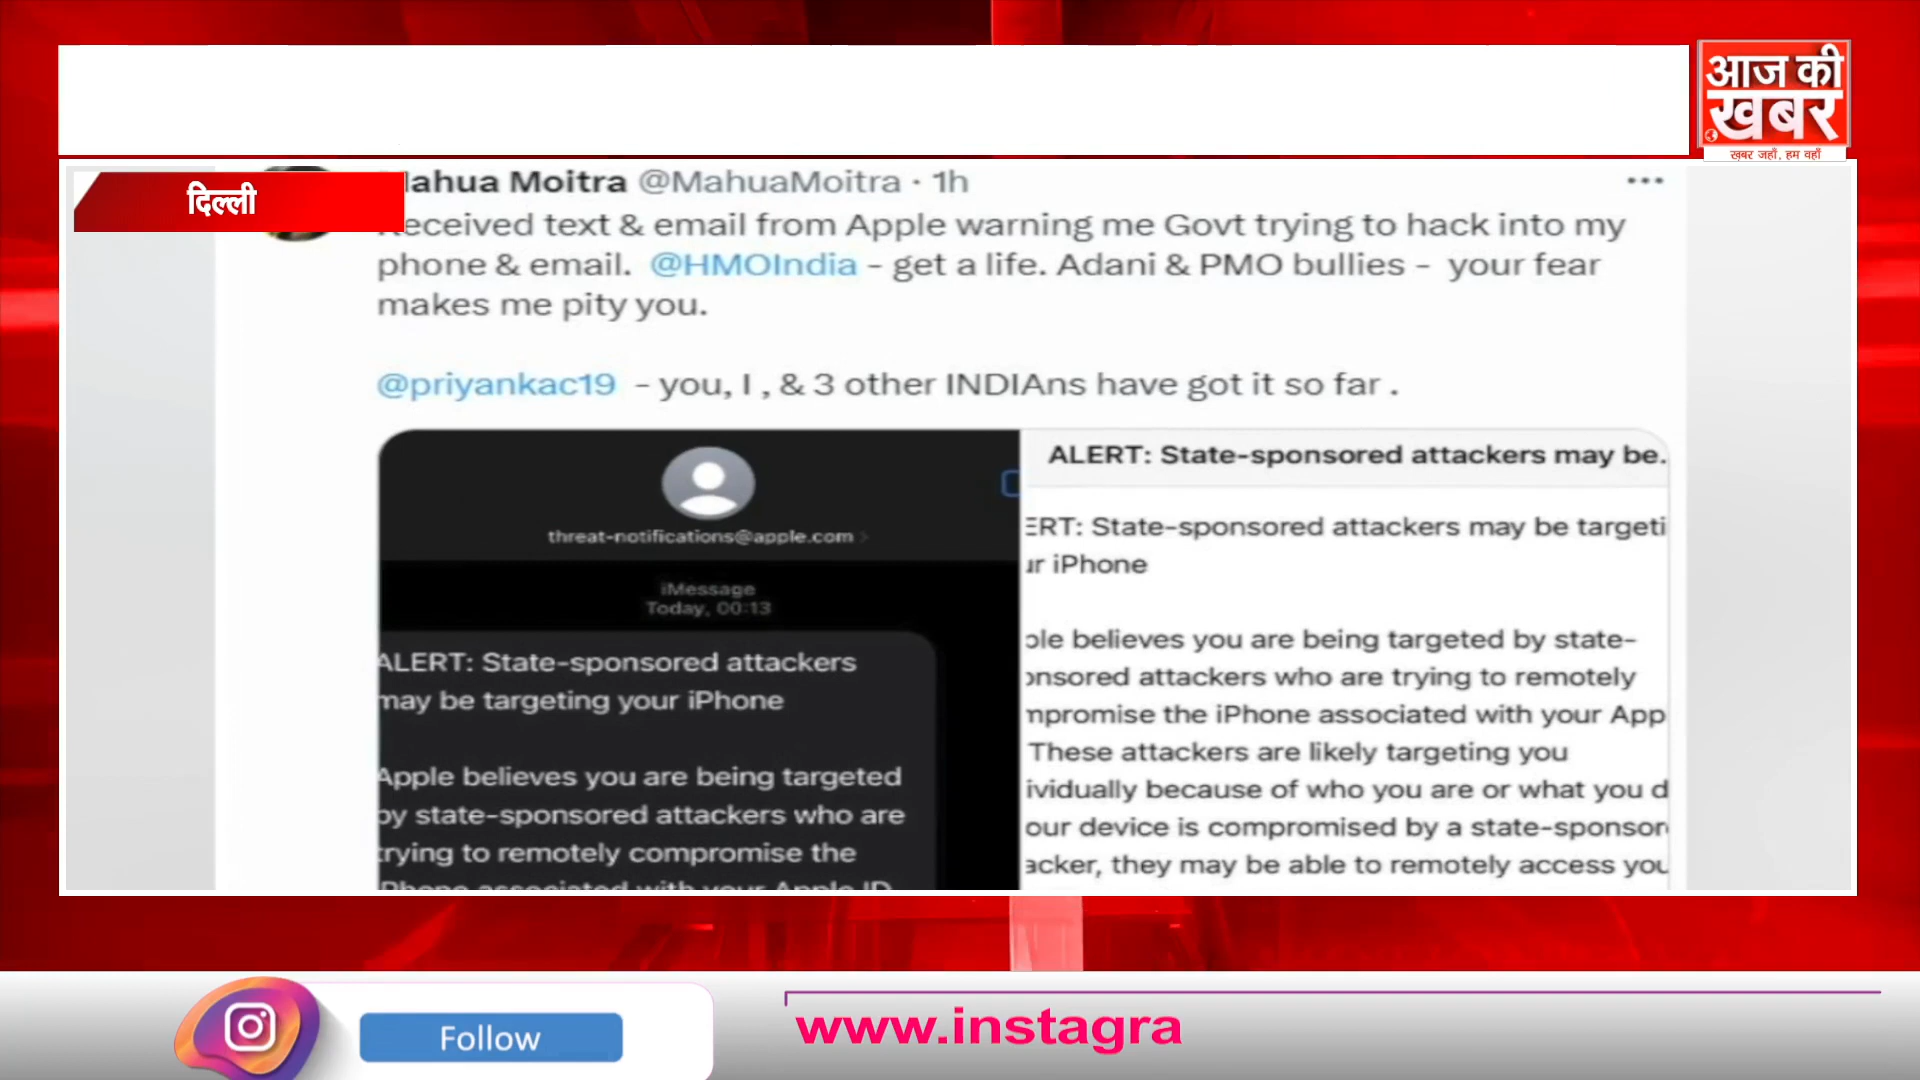 आज की
खबर
ख़बर जहाँ, हम वहाँ
दिल्ली
ahua Moitra @MahuaMoitra · 1h
eceived text & email from Apple warning me Govt trying to hack into my
phone & email. @HMOIndia – get a life. Adani & PMO bullies – your fear
makes me pity you.
@priyankac19 – you, I , & 3 other INDIAns have got it so far .
threat-notifications@apple.com
iMessage
Today, 00:13
ALERT: State-sponsored attackers
may be targeting your iPhone
Apple believes you are being targeted
by state-sponsored attackers who are
trying to remotely compromise the
iPhone associated with your Apple ID
ALERT: State-sponsored attackers may be.
ERT: State-sponsored attackers may be targeti
ur iPhone
ple believes you are being targeted by state-
onsored attackers who are trying to remotely
mpromise the iPhone associated with your App
These attackers are likely targeting you
ividually because of who you are or what you d
our device is compromised by a state-sponsor
acker, they may be able to remotely access you
Follow
www.instagra